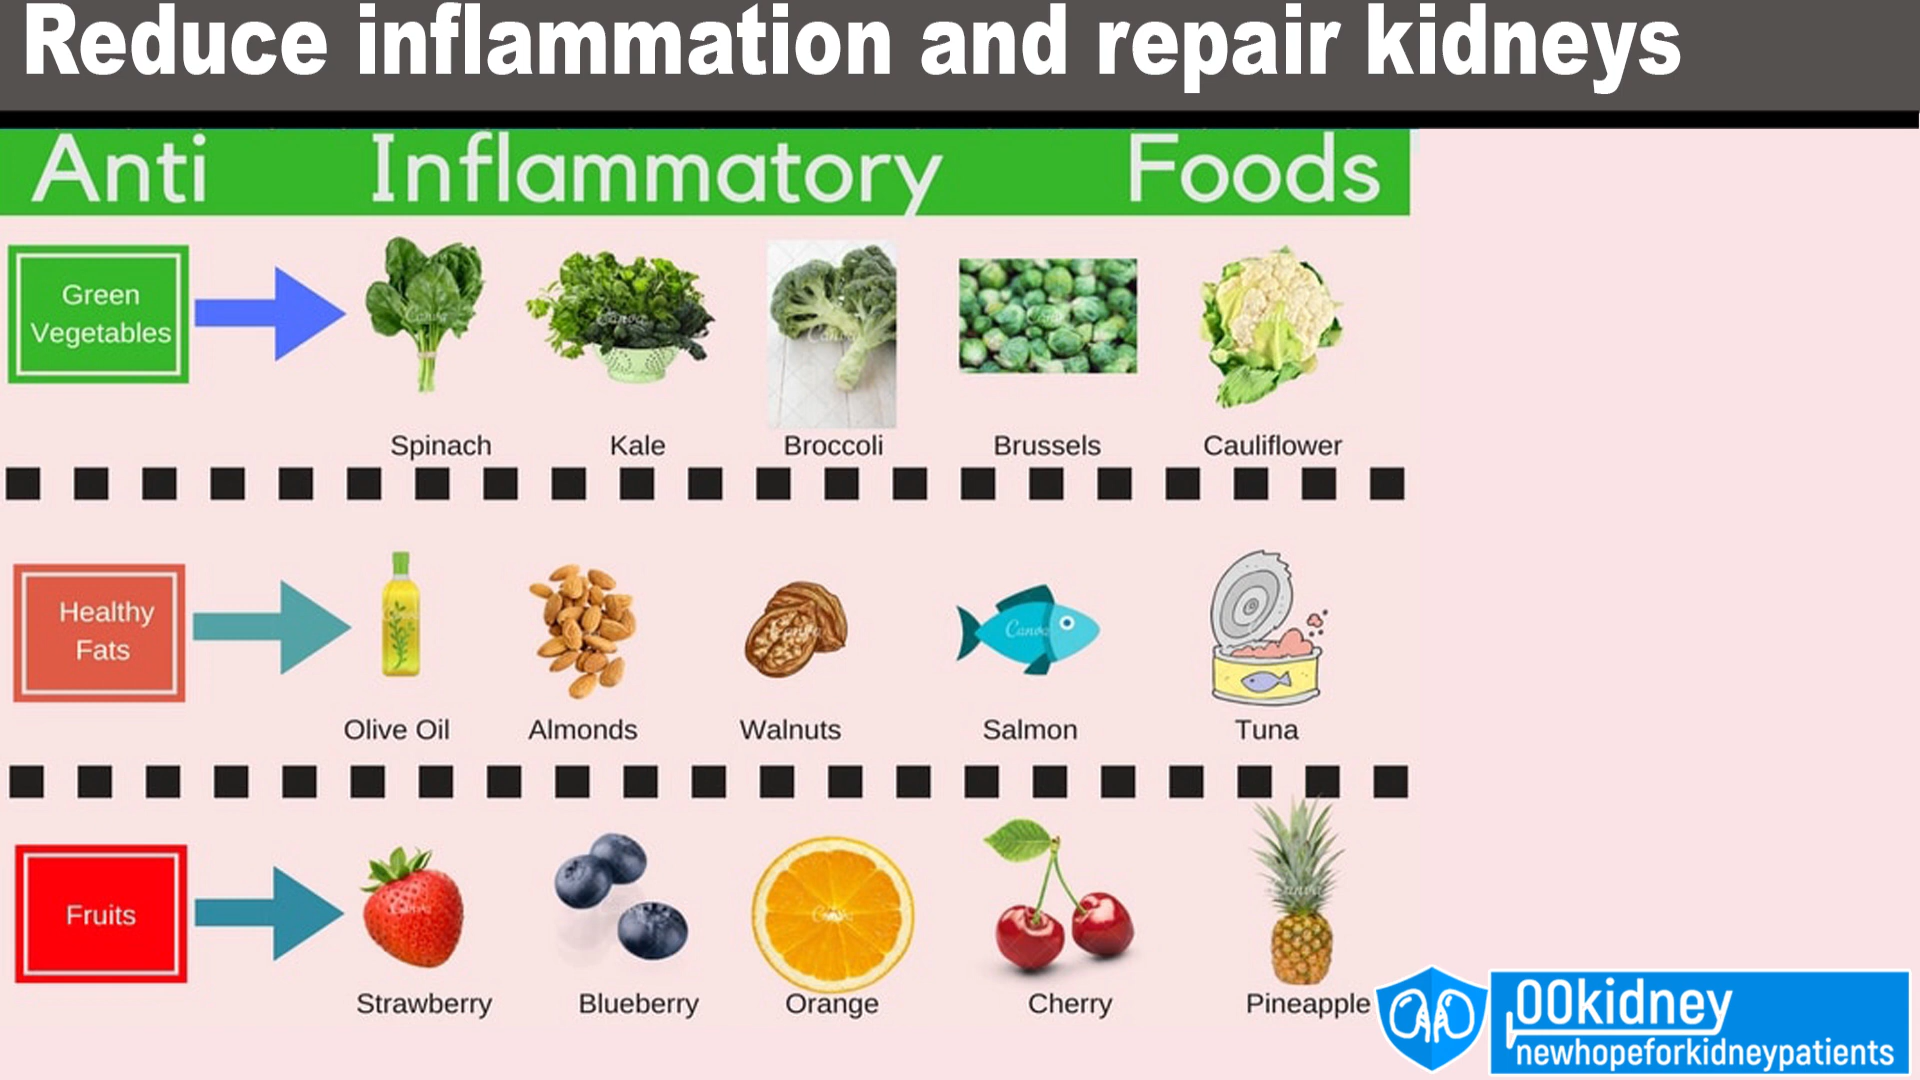 Reduce inflammation and repair kidneys
Anti Inflammatory Foods
Green
Vegetables
Spinach Kale Broccoli Brussels Cauliflower
Healthy
Fats
Olive Oil Almonds Walnuts Salmon Tuna
Fruits
Strawberry Blueberry Orange Cherry Pineapple
00kidney
newhopeforkidneypatients
Canva